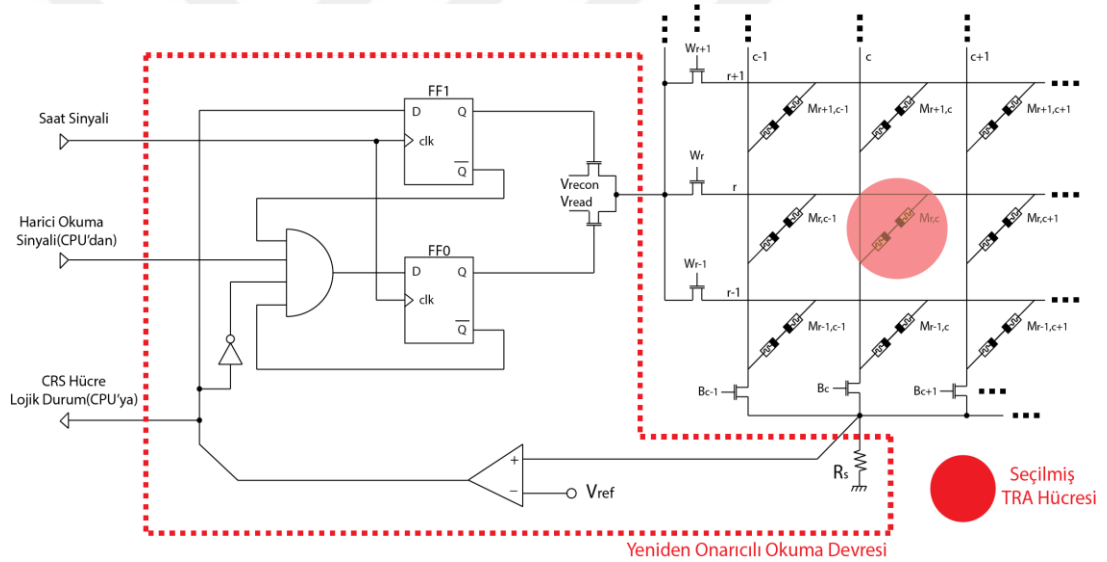 Wr+1
c-1
c
c+1
r+1
FF1
D
Q
clk
Q
Saat Sinyali
Mr+1,c-1
Mr+1,c
Mr+1,c+1
Wr
r
Vrecon
Vread
Mr,c-1
Mr,c
Mr,c+1
Harici Okuma
Sinyali(CPU'dan)
FF0
D
Q
clk
Q
Wr-1
r-1
Mr-1,c-1
Mr-1,c
Mr-1,c+1
CRS Hücre
Lojik Durum(CPU'ya)
Bc-1
Bc
Bc+1
+
−
Vref
Rs
Seçilmiş
TRA Hücresi
Yeniden Onarıcılı Okuma Devresi